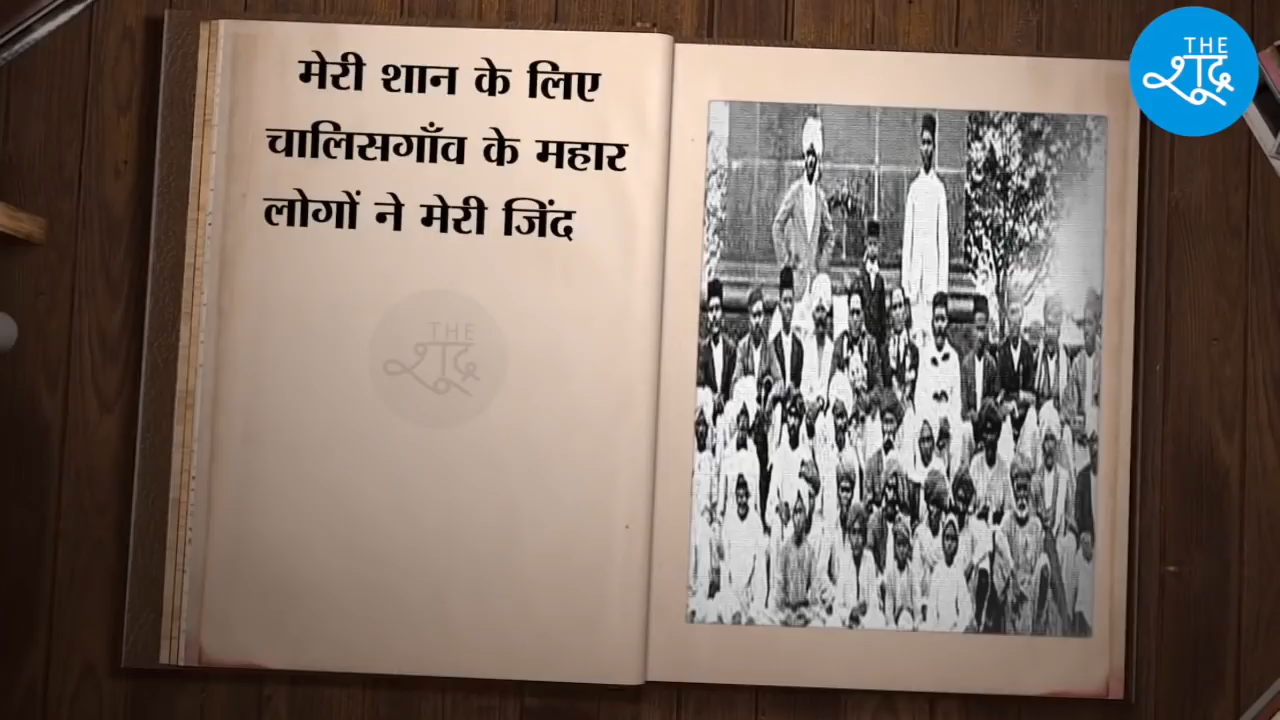 मेरी शान के लिए
चालिसगाँव के महार
लोगों ने मेरी जिंद
THE
शूद्र
THE
शूद्र